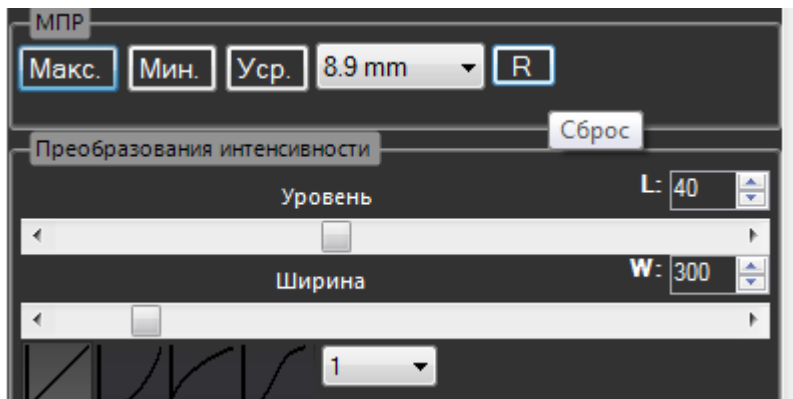 МПР
Макс. Мин. Уср. 8.9 mm R
Сброс
Преобразования интенсивности
Уровень L: 40
Ширина W: 300
1